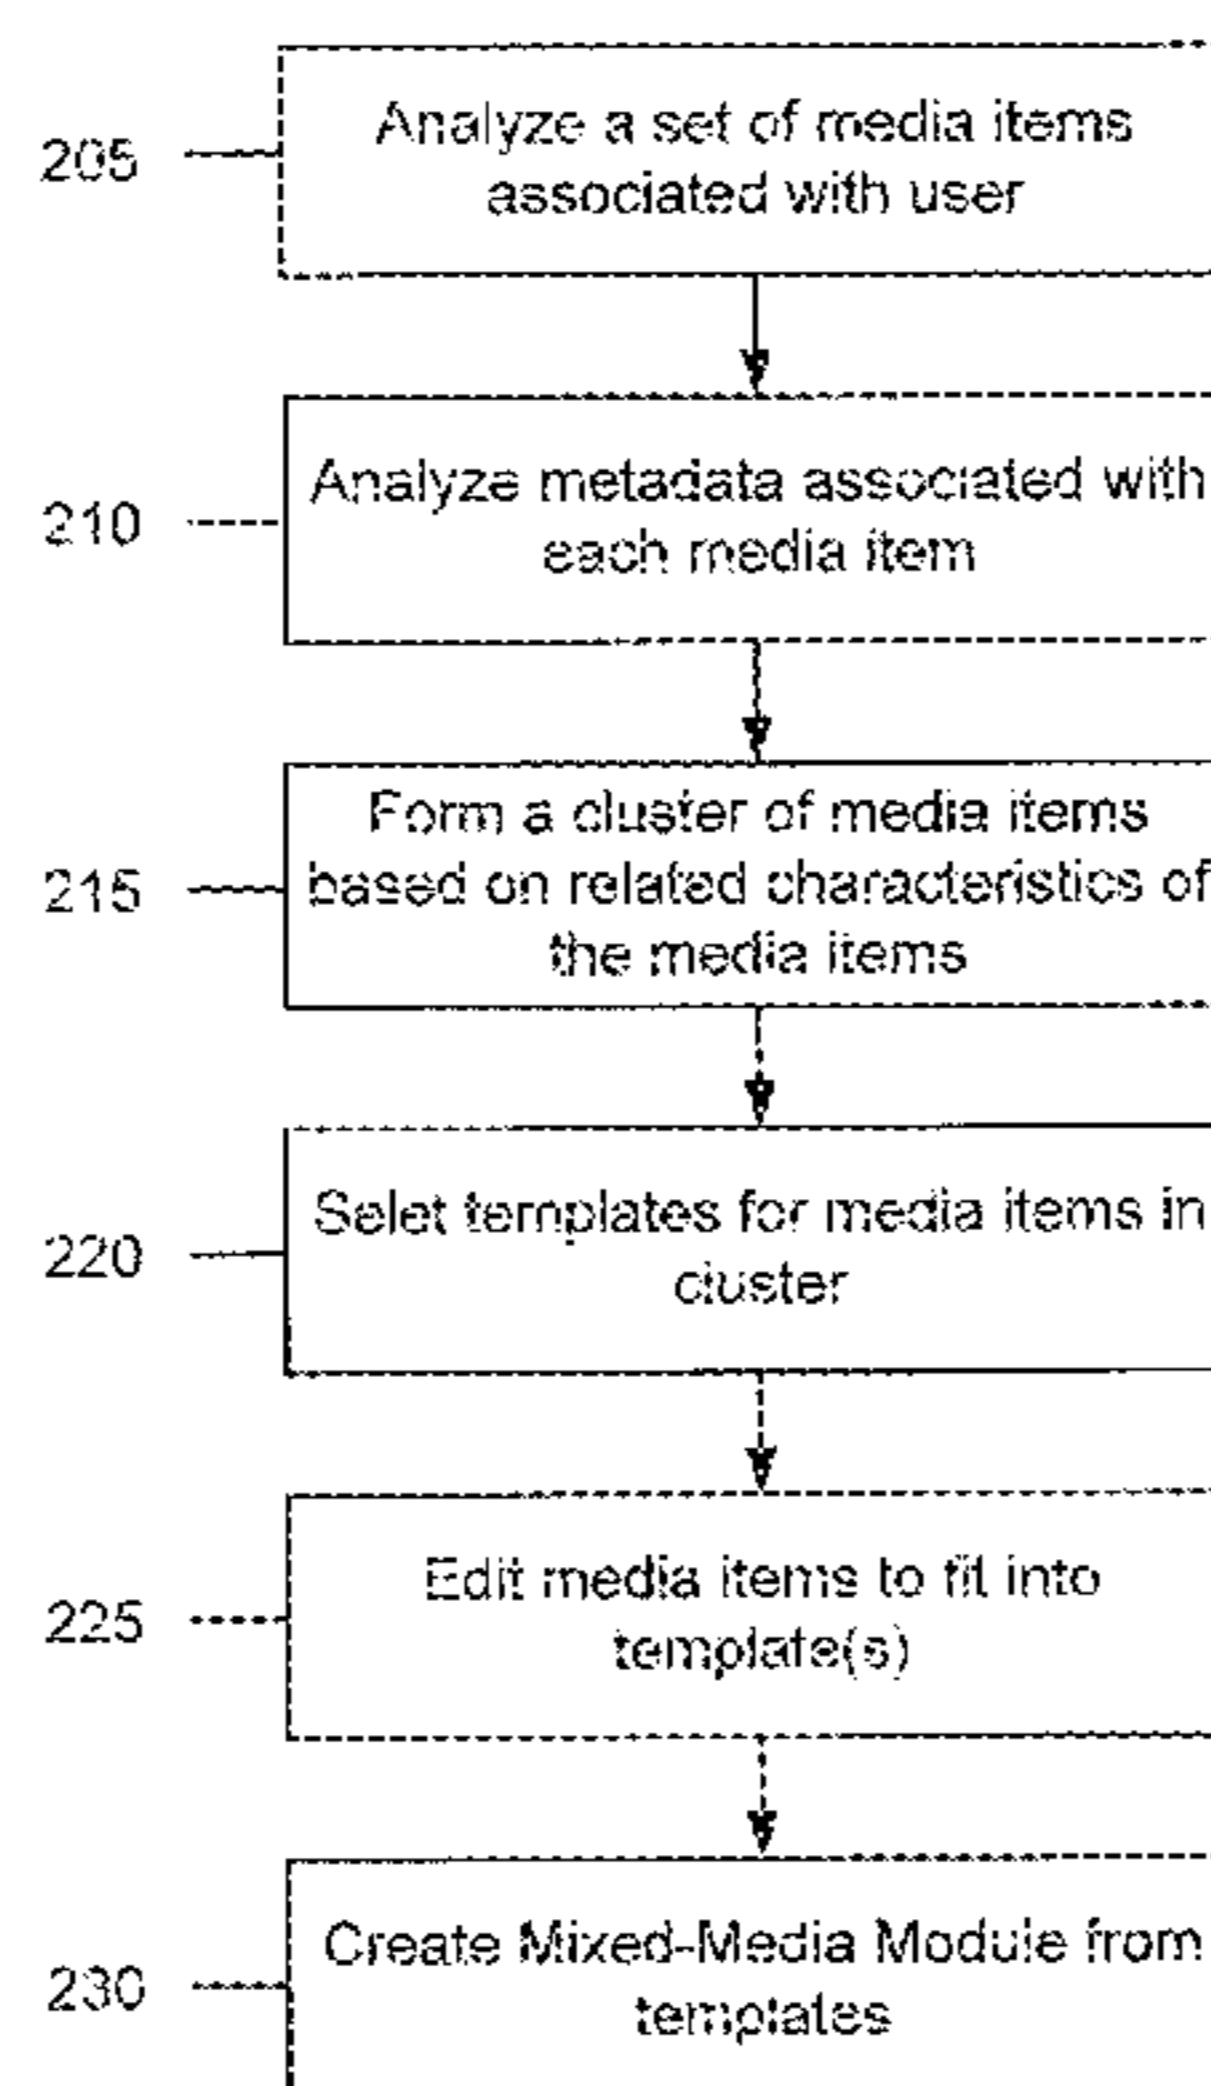 205
Analyze a set of media items
associated with user
210
Analyze metadata associated with
each media item
215
Form a cluster of media items
based on related characteristics of
the media items
220
Selet templates for media items in
cluster
225
Edit media items to fit into
template(s)
230
Create Mixed-Media Module from
templates